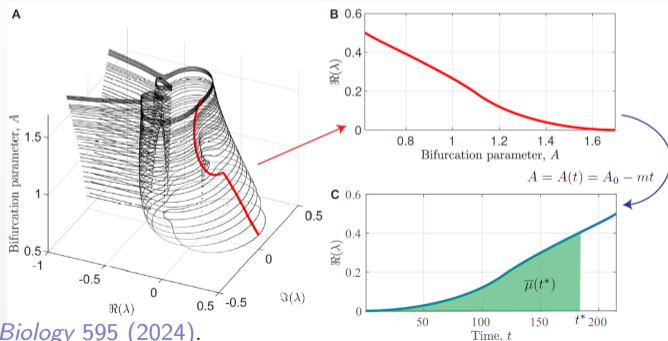 A
Bifurcation parameter, A
1.5
1
0.5
-1
-0.5
0
0.5
ℜ(λ)
-0.5
0
0.5
ℑ(λ)
B
0.6
0.4
0.2
0
ℜ(λ)
0.8
1
1.2
1.4
1.6
Bifurcation parameter, A
A = A(t) = A₀ − mt
C
0.6
0.4
0.2
0
ℜ(λ)
μ̅(t*)
50
100
150
t*
200
Time, t
Biology 595 (2024).